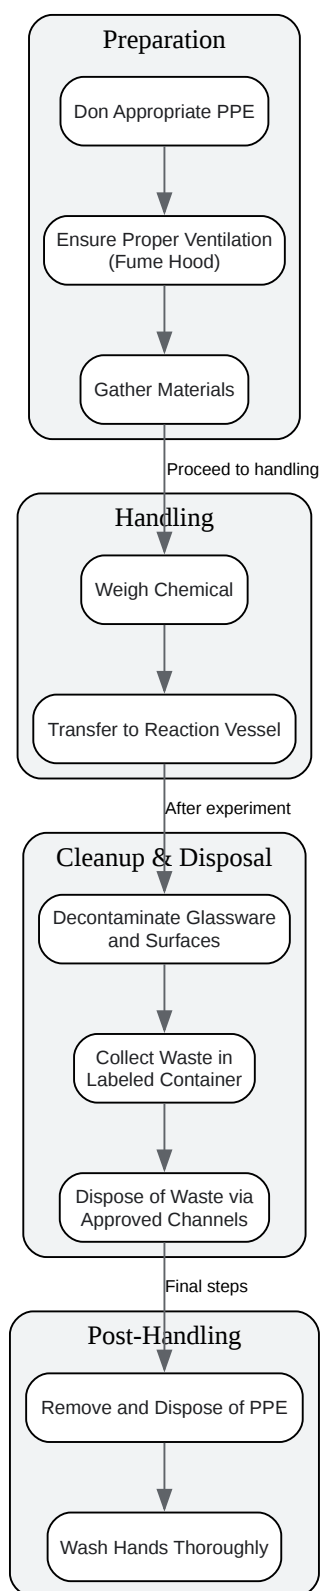 Preparation
Don Appropriate PPE
Ensure Proper Ventilation
(Fume Hood)
Gather Materials
Proceed to handling
Handling
Weigh Chemical
Transfer to Reaction Vessel
After experiment
Cleanup & Disposal
Decontaminate Glassware
and Surfaces
Collect Waste in
Labeled Container
Dispose of Waste via
Approved Channels
Final steps
Post-Handling
Remove and Dispose of PPE
Wash Hands Thoroughly